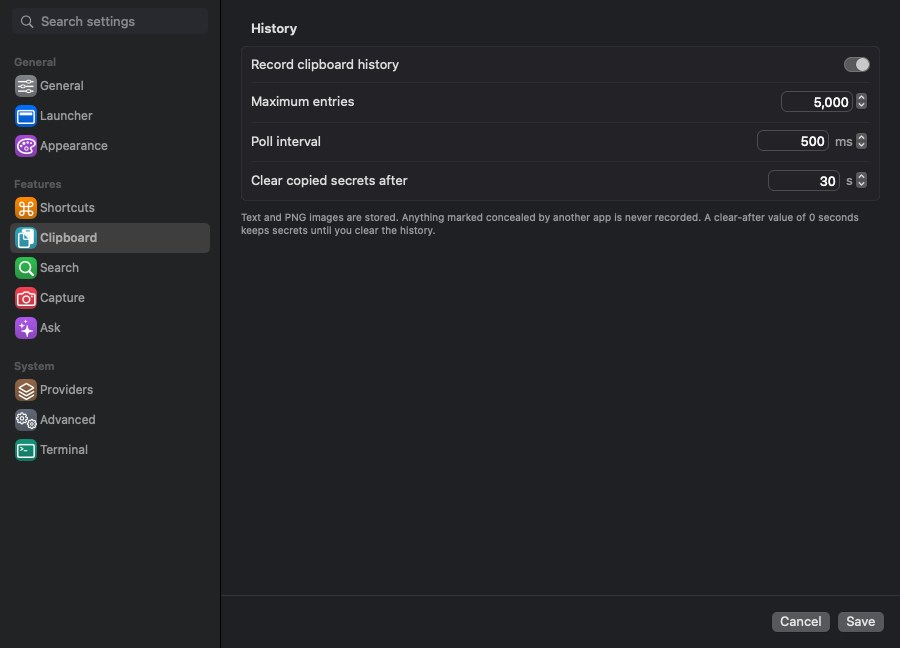 Search settings
General
General
Launcher
Appearance
Features
Shortcuts
Clipboard
Search
Capture
Ask
System
Providers
Advanced
Terminal
History
Record clipboard history
Maximum entries 5,000
Poll interval 500 ms
Clear copied secrets after 30 s
Text and PNG images are stored. Anything marked concealed by another app is never recorded. A clear-after value of 0 seconds
keeps secrets until you clear the history.
Cancel Save